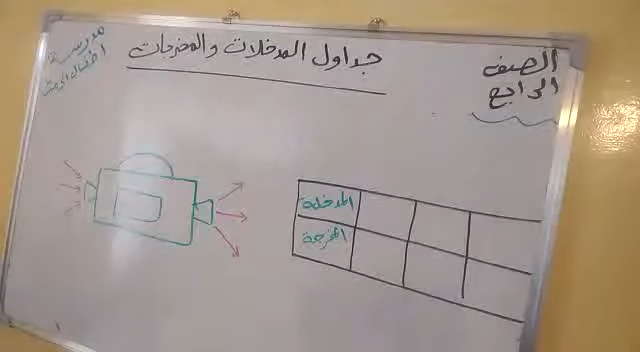 الصف
الرابع
جداول المدخلات والمخرجات
مدرسة
المدخلة
المخرجة